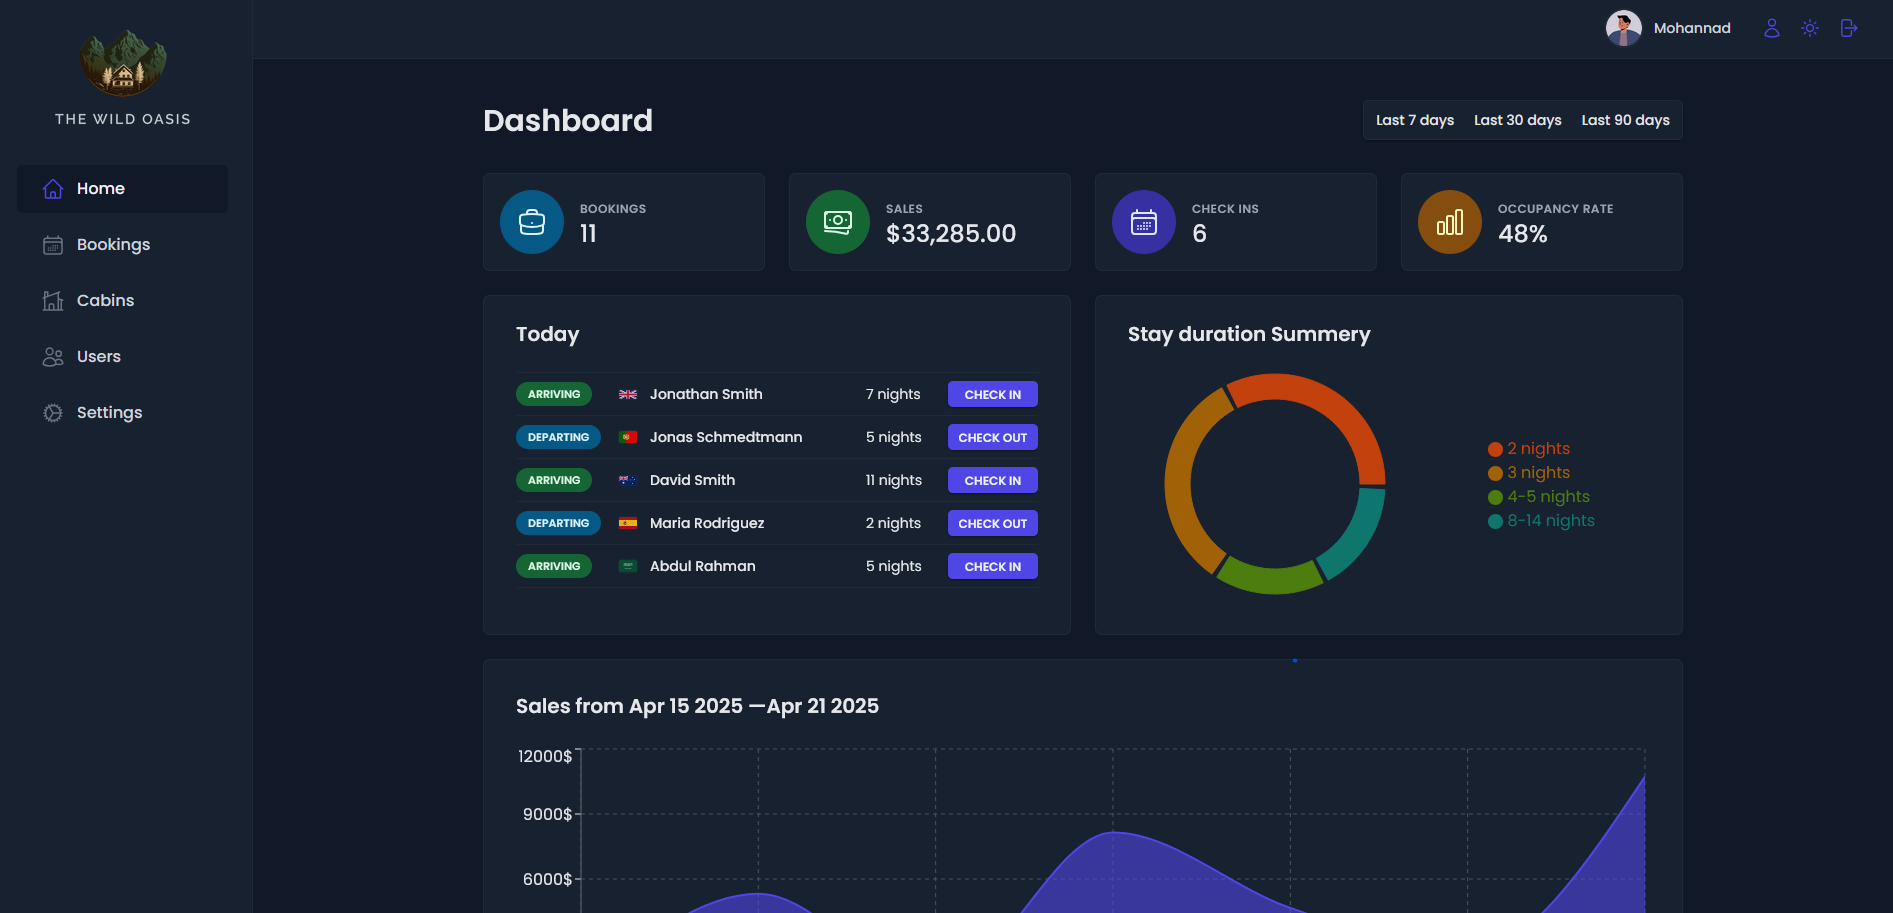 THE WILD OASIS
Home
Bookings
Cabins
Users
Settings
Mohannad
Dashboard
Last 7 days Last 30 days Last 90 days
BOOKINGS
11
SALES
$33,285.00
CHECK INS
6
OCCUPANCY RATE
48%
Today
ARRIVING Jonathan Smith 7 nights CHECK IN
DEPARTING Jonas Schmedtmann 5 nights CHECK OUT
ARRIVING David Smith 11 nights CHECK IN
DEPARTING Maria Rodriguez 2 nights CHECK OUT
ARRIVING Abdul Rahman 5 nights CHECK IN
Stay duration Summery
2 nights
3 nights
4-5 nights
8-14 nights
Sales from Apr 15 2025 —Apr 21 2025
12000$
9000$
6000$